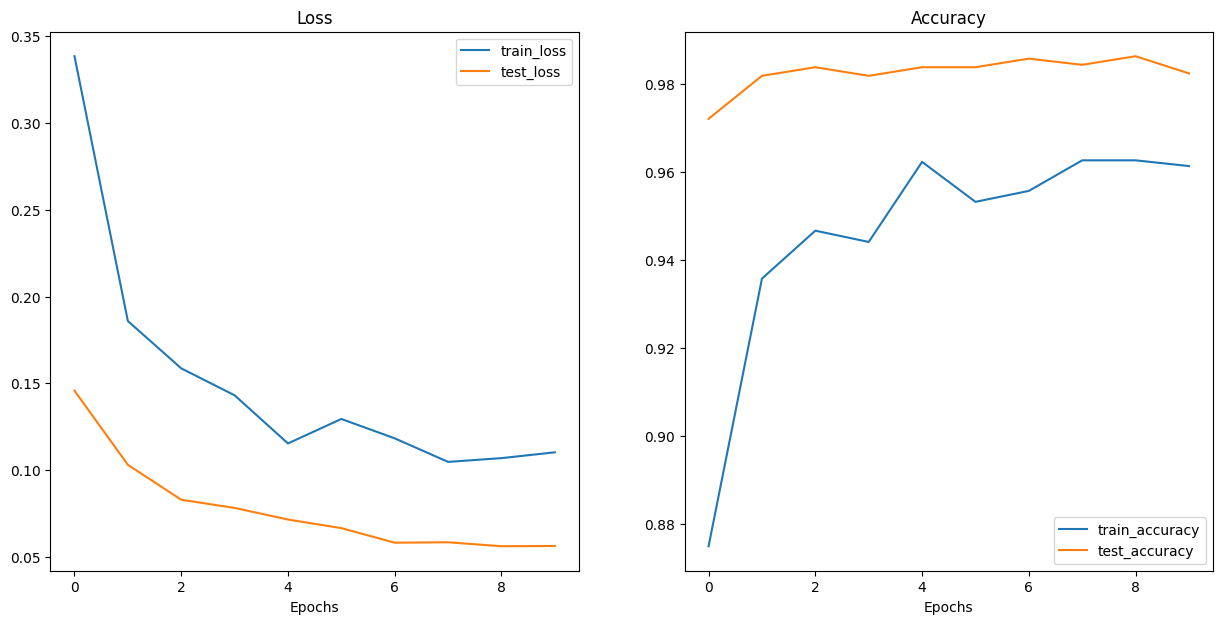 Loss
0.35
0.30
0.25
0.20
0.15
0.10
0.05
0 2 4 6 8
Epochs
train_loss
test_loss
Accuracy
0.98
0.96
0.94
0.92
0.90
0.88
0 2 4 6 8
Epochs
train_accuracy
test_accuracy